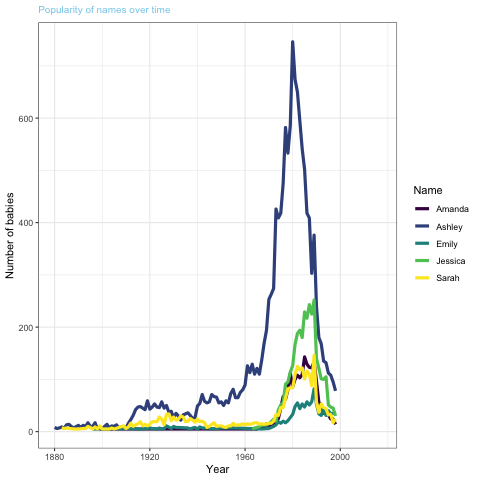 Popularity of names over time
Number of babies
600
400
200
0
1880
1920
1960
2000
Year
Name
Amanda
Ashley
Emily
Jessica
Sarah